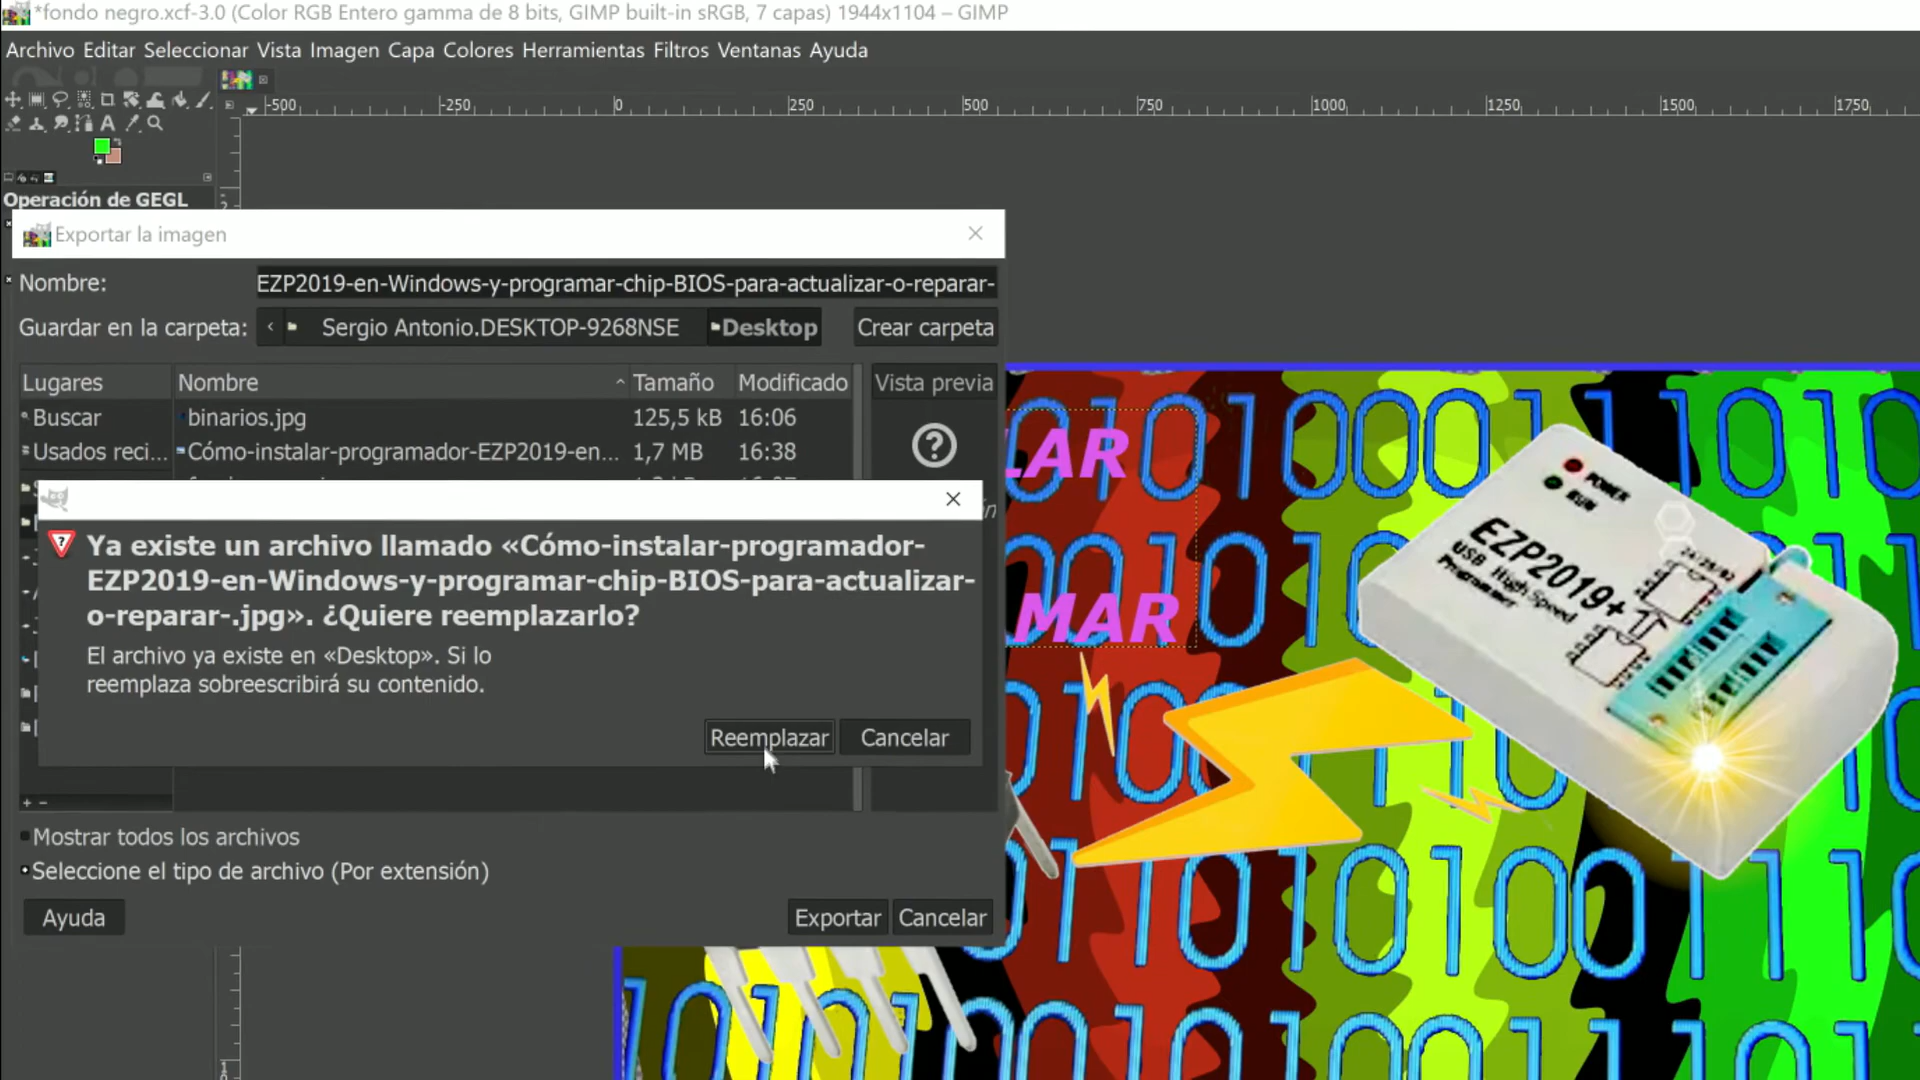 *fondo negro.xcf-3.0 (Color RGB Entero gamma de 8 bits, GIMP built-in sRGB, 7 capas) 1944x1104 – GIMP
Archivo Editar Seleccionar Vista Imagen Capa Colores Herramientas Filtros Ventanas Ayuda
-500 -250 0 250 500 750 1000 1250 1500 1750
Operación de GEGL
Exportar la imagen
Nombre: EZP2019-en-Windows-y-programar-chip-BIOS-para-actualizar-o-reparar-
Guardar en la carpeta: Sergio Antonio.DESKTOP-9268NSE Desktop Crear carpeta
Lugares Nombre Tamaño Modificado Vista previa
Buscar binarios.jpg 125,5 kB 16:06
Usados reci... Cómo-instalar-programador-EZP2019-en... 1,7 MB 16:38
Ya existe un archivo llamado «Cómo-instalar-programador-
EZP2019-en-Windows-y-programar-chip-BIOS-para-actualizar-
o-reparar-.jpg». ¿Quiere reemplazarlo?
El archivo ya existe en «Desktop». Si lo
reemplaza sobreescribirá su contenido.
Reemplazar Cancelar
Mostrar todos los archivos
Seleccione el tipo de archivo (Por extensión)
Ayuda Exportar Cancelar
LAR
MAR
POWER
RUN
EZP2019+
USB High Speed
Programmer